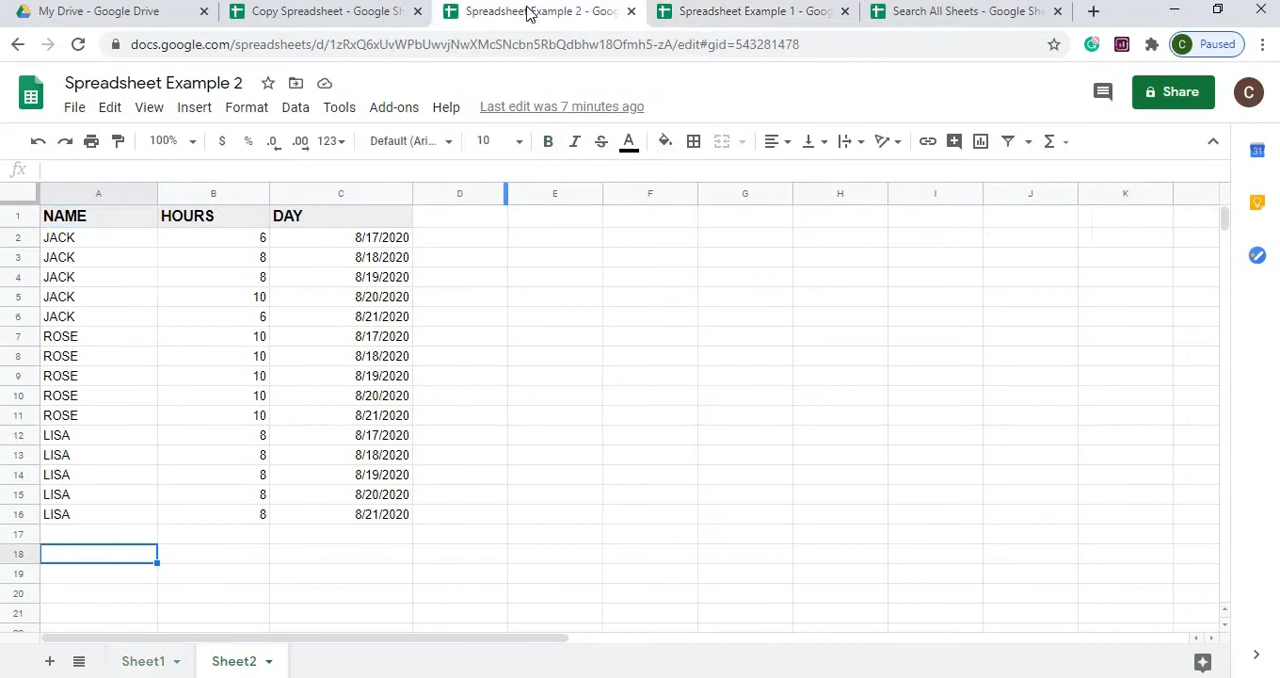 My Drive - Google Drive
Copy Spreadsheet - Google Sh
Spreadsheet Example 2 - Goog
Spreadsheet Example 1 - Goog
Search All Sheets - Google She
docs.google.com/spreadsheets/d/1zRxQ6xUvWPbUwvjNwXMcSNcbn5RbQdbhw18Ofmh5-zA/edit#gid=543281478
C Paused
Spreadsheet Example 2
File Edit View Insert Format Data Tools Add-ons Help Last edit was 7 minutes ago
Share
C
100% $ % .0 .00 123 Default (Ari... 10 B I S A Σ
31
fx
A B C D E F G H I J K
1 NAME HOURS DAY
2 JACK 6 8/17/2020
3 JACK 8 8/18/2020
4 JACK 8 8/19/2020
5 JACK 10 8/20/2020
6 JACK 6 8/21/2020
7 ROSE 10 8/17/2020
8 ROSE 10 8/18/2020
9 ROSE 10 8/19/2020
10 ROSE 10 8/20/2020
11 ROSE 10 8/21/2020
12 LISA 8 8/17/2020
13 LISA 8 8/18/2020
14 LISA 8 8/19/2020
15 LISA 8 8/20/2020
16 LISA 8 8/21/2020
17
18
19
20
21
Sheet1 Sheet2